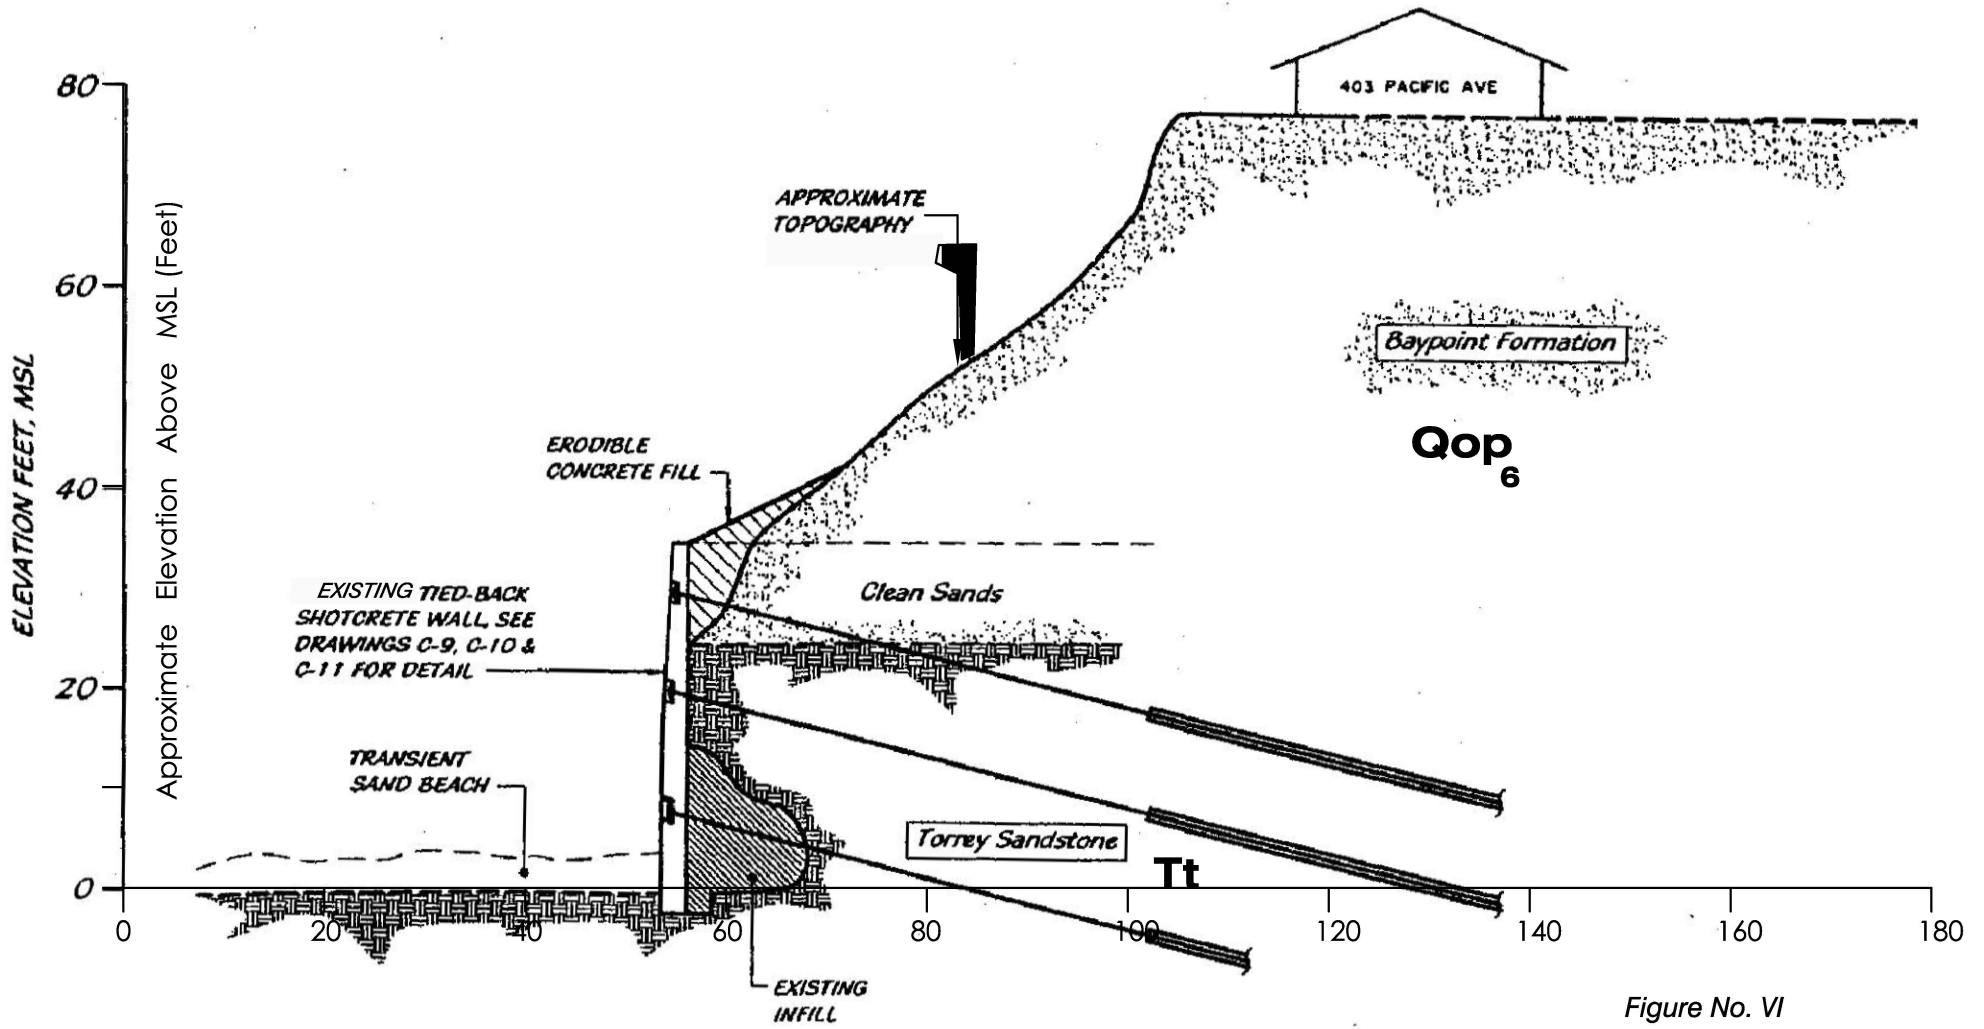 80
403 PACIFIC AVE
APPROXIMATE
TOPOGRAPHY
60
Baypoint Formation
Qop6
ERODIBLE
CONCRETE FILL
40
ELEVATION FEET, MSL
Approximate Elevation Above MSL (Feet)
Clean Sands
EXISTING TIED-BACK
SHOTCRETE WALL, SEE
DRAWINGS C-9, C-10 &
C-11 FOR DETAIL
20
TRANSIENT
SAND BEACH
Torrey Sandstone
Tt
0
0 20 40 60 80 100 120 140 160 180
EXISTING
INFILL
Figure No. VI